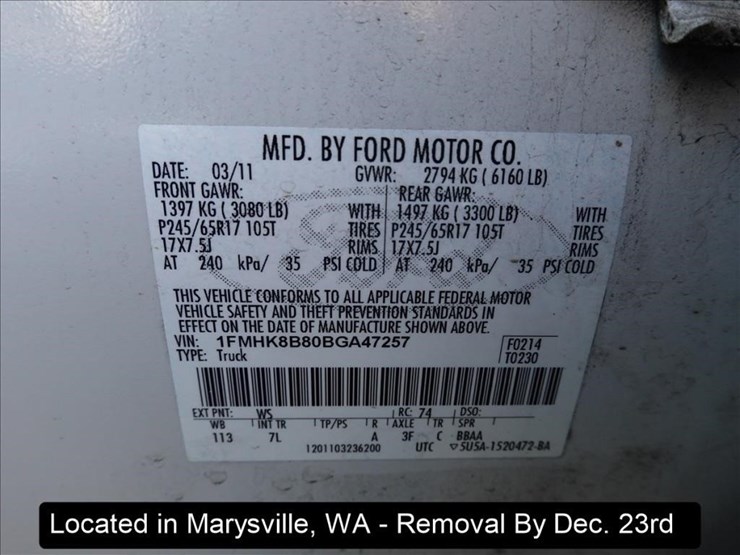 MFD. BY FORD MOTOR CO.
DATE: 03/11 GVWR: 2794 KG ( 6160 LB)
FRONT GAWR: REAR GAWR:
1397 KG ( 3080 LB) WITH 1497 KG ( 3300 LB) WITH
P245/65R17 105T TIRES P245/65R17 105T TIRES
17X7.5J RIMS 17X7.5J RIMS
AT 240 kPa/ 35 PSI COLD AT 240 kPa/ 35 PSI COLD
THIS VEHICLE CONFORMS TO ALL APPLICABLE FEDERAL MOTOR
VEHICLE SAFETY AND THEFT PREVENTION STANDARDS IN
EFFECT ON THE DATE OF MANUFACTURE SHOWN ABOVE.
VIN: 1FMHK8B80BGA47257 F0214
TYPE: Truck T0230
EXT PNT: WS RC: 74 DSO:
WB INT TR TP/PS R AXLE TR SPR
113 7L A 3F C BBAA
1201103236200 UTC ▽5U5A-1520472-BA
Located in Marysville, WA - Removal By Dec. 23rd